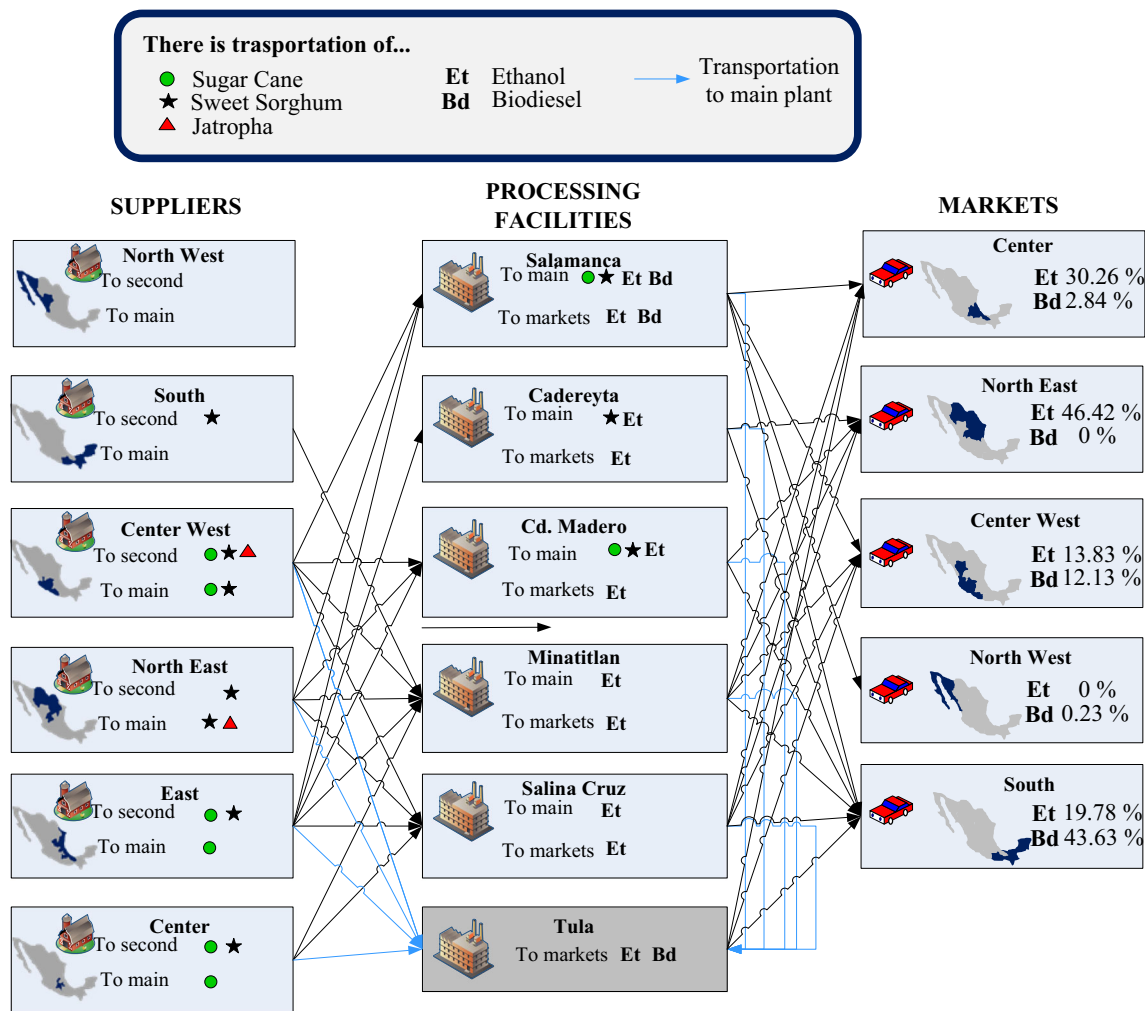 There is trasportation of...
Sugar Cane
Sweet Sorghum
Jatropha
Et Ethanol
Bd Biodiesel
Transportation
to main plant
SUPPLIERS
North West
To second
To main
South
To second
To main
Center West
To second
To main
North East
To second
To main
East
To second
To main
Center
To second
To main
PROCESSING
FACILITIES
Salamanca
To main Et Bd
To markets Et Bd
Cadereyta
To main Et
To markets Et
Cd. Madero
To main Et
To markets Et
Minatitlan
To main Et
To markets Et
Salina Cruz
To main Et
To markets Et
Tula
To markets Et Bd
MARKETS
Center
Et 30.26 %
Bd 2.84 %
North East
Et 46.42 %
Bd 0 %
Center West
Et 13.83 %
Bd 12.13 %
North West
Et 0 %
Bd 0.23 %
South
Et 19.78 %
Bd 43.63 %